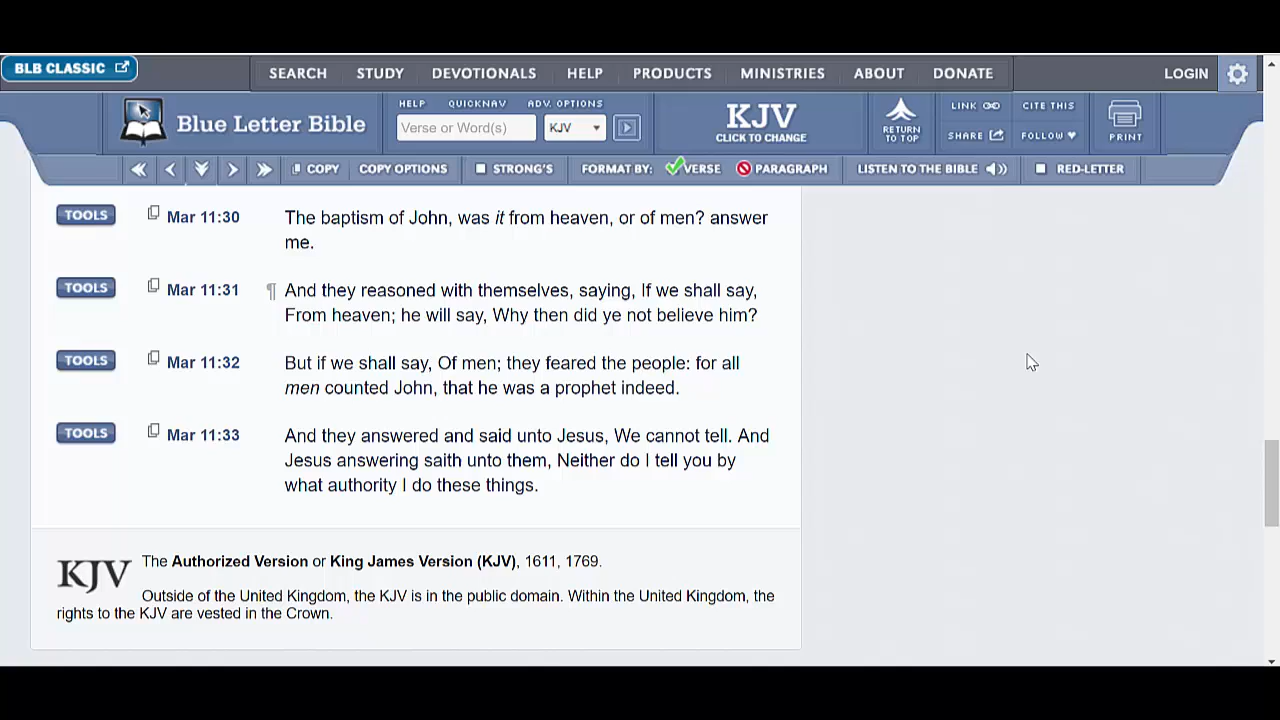 BLB CLASSIC
SEARCH STUDY DEVOTIONALS HELP PRODUCTS MINISTRIES ABOUT DONATE LOGIN
Blue Letter Bible
HELP QUICKNAV ADV. OPTIONS
Verse or Word(s) KJV
KJV
CLICK TO CHANGE
RETURN
TO TOP
LINK CITE THIS
SHARE FOLLOW
PRINT
COPY COPY OPTIONS STRONG'S FORMAT BY: VERSE PARAGRAPH LISTEN TO THE BIBLE RED-LETTER
TOOLS Mar 11:30 The baptism of John, was it from heaven, or of men? answer
me.
TOOLS Mar 11:31 ¶ And they reasoned with themselves, saying, If we shall say,
From heaven; he will say, Why then did ye not believe him?
TOOLS Mar 11:32 But if we shall say, Of men; they feared the people: for all
men counted John, that he was a prophet indeed.
TOOLS Mar 11:33 And they answered and said unto Jesus, We cannot tell. And
Jesus answering saith unto them, Neither do I tell you by
what authority I do these things.
KJV
The Authorized Version or King James Version (KJV), 1611, 1769.
Outside of the United Kingdom, the KJV is in the public domain. Within the United Kingdom, the
rights to the KJV are vested in the Crown.